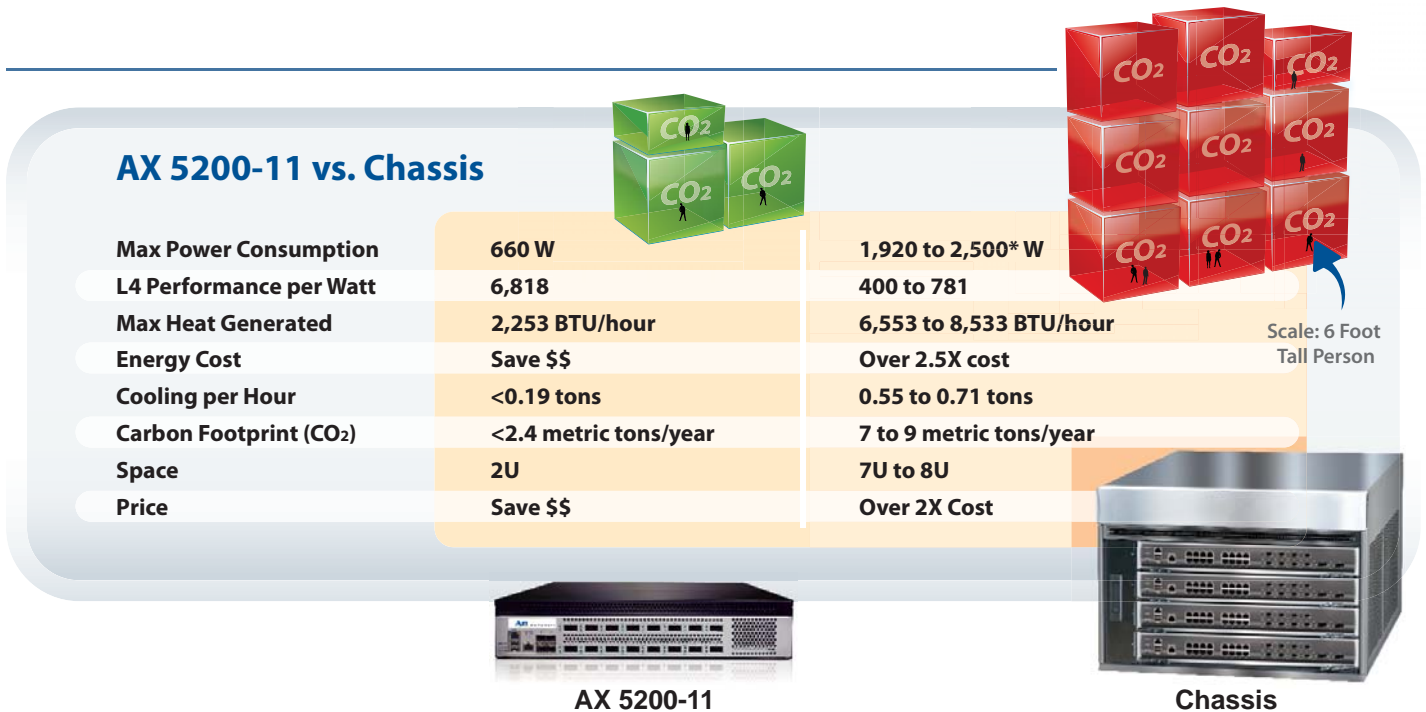 CO2
CO2
CO2
CO2
CO2
CO2
CO2
CO2
CO2
CO2
CO2
CO2
AX 5200-11 vs. Chassis
Max Power Consumption 660 W 1,920 to 2,500* W
L4 Performance per Watt 6,818 400 to 781
Max Heat Generated 2,253 BTU/hour 6,553 to 8,533 BTU/hour
Energy Cost Save $$ Over 2.5X cost
Cooling per Hour <0.19 tons 0.55 to 0.71 tons
Carbon Footprint (CO2) <2.4 metric tons/year 7 to 9 metric tons/year
Space 2U 7U to 8U
Price Save $$ Over 2X Cost
Scale: 6 Foot
Tall Person
AX 5200-11
Chassis